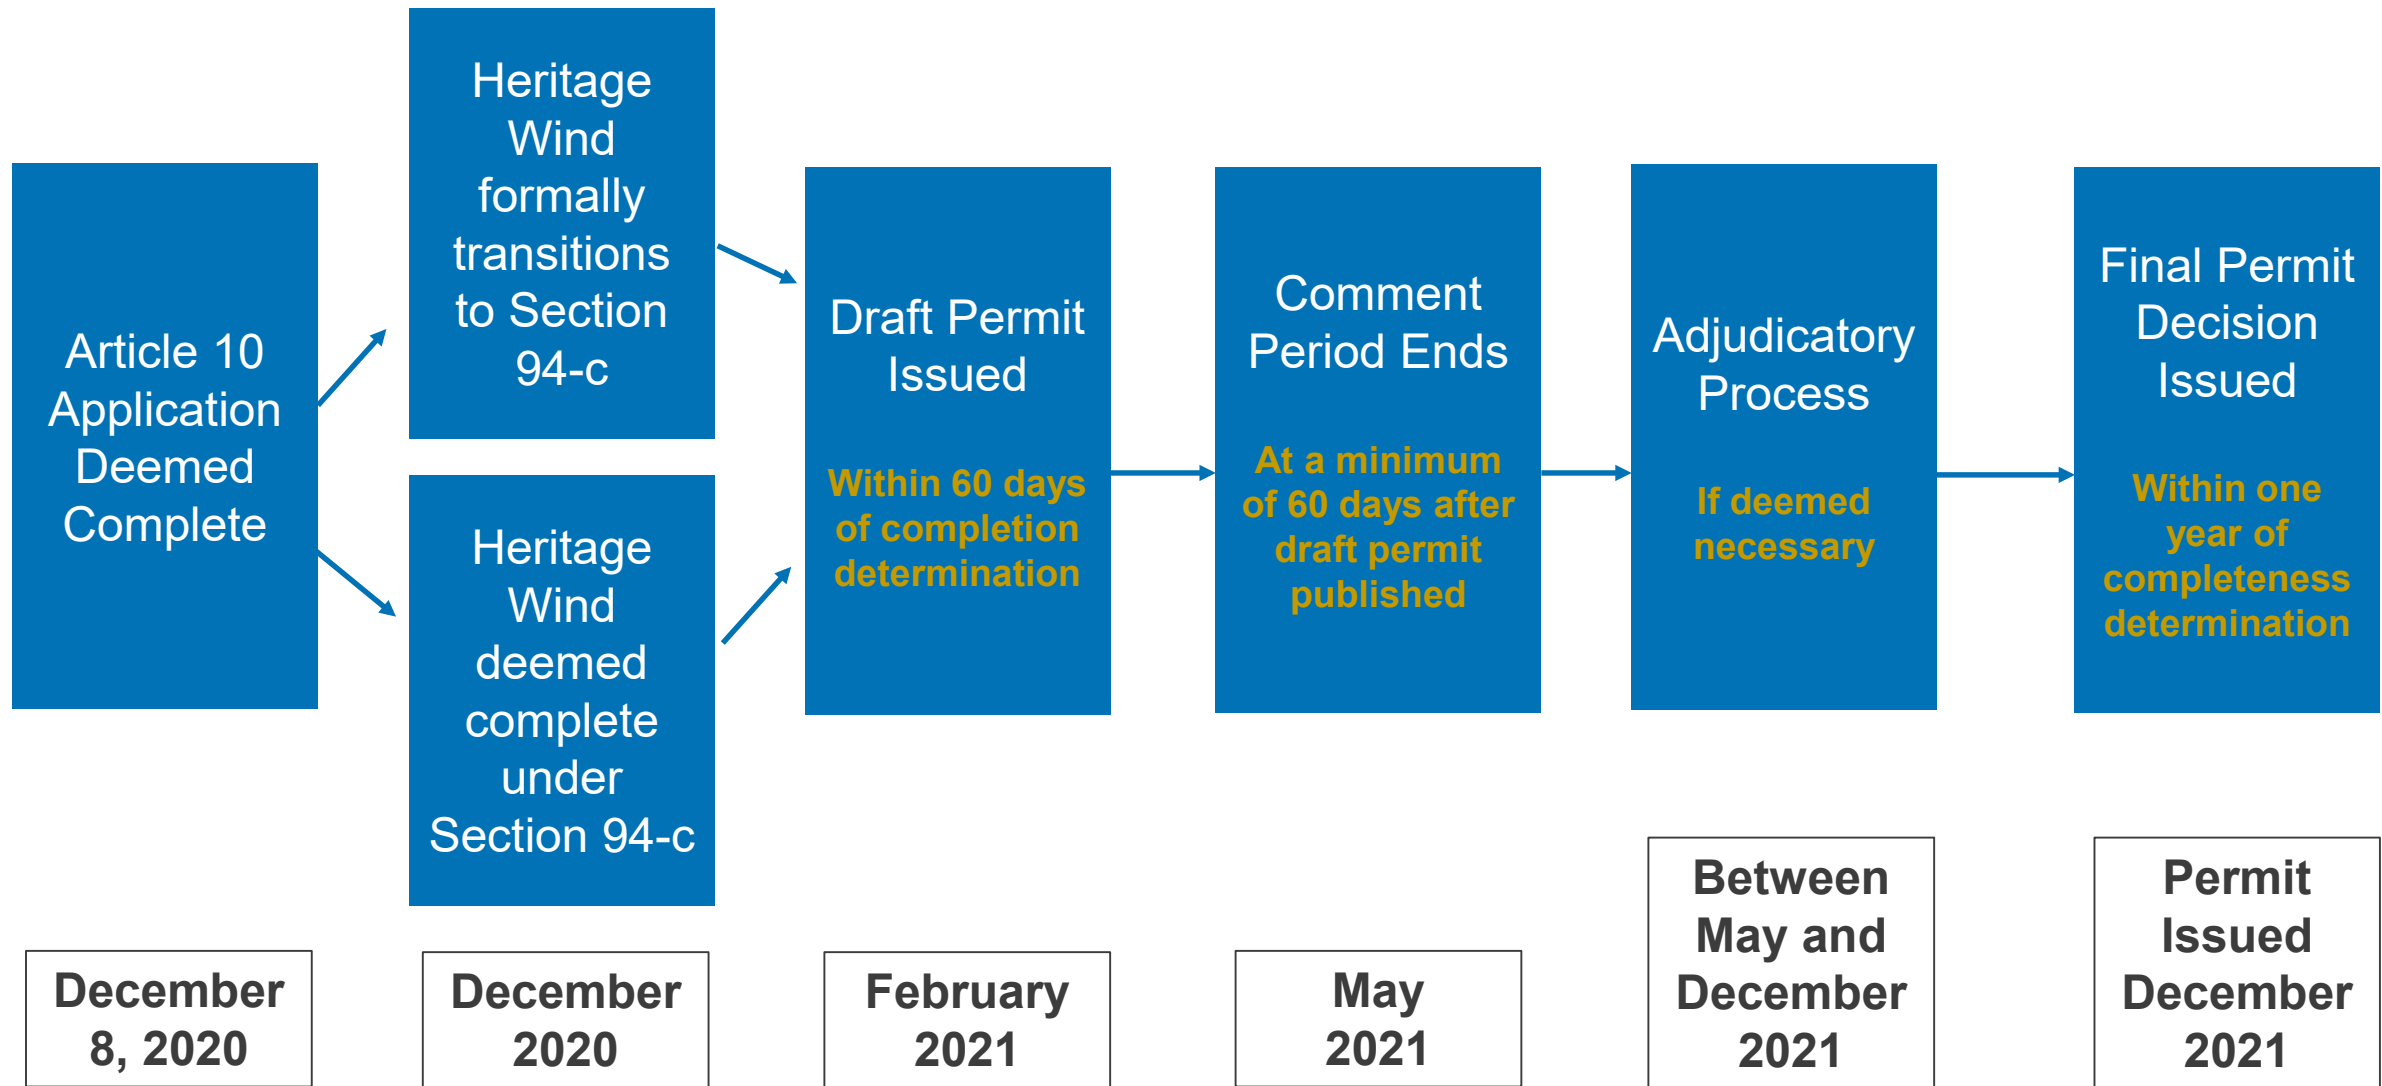 Article 10
Application
Deemed
Complete
Heritage
Wind
formally
transitions
to Section
94-c
Heritage
Wind
deemed
complete
under
Section 94-c
Draft Permit
Issued
Within 60 days
of completion
determination
Comment
Period Ends
At a minimum
of 60 days after
draft permit
published
Adjudicatory
Process
If deemed
necessary
Final Permit
Decision
Issued
Within one
year of
completeness
determination
December
8, 2020
December
2020
February
2021
May
2021
Between
May and
December
2021
Permit
Issued
December
2021